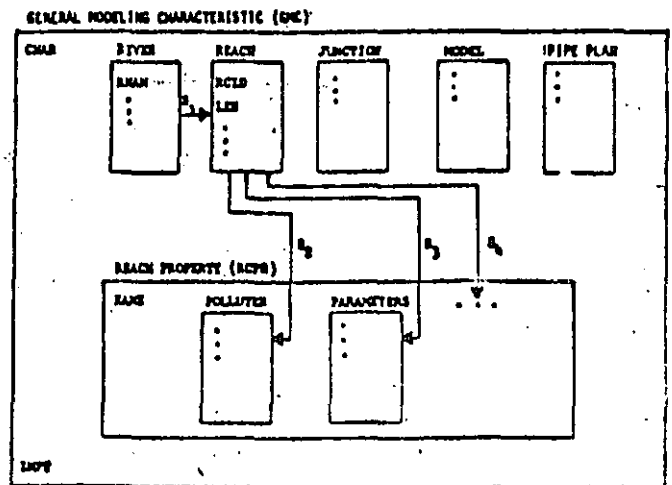 GENERAL MODELING CHARACTERISTIC (GMC)
CHAR RIVER REACH JUNCTION MODEL PIPE PLAN
RNAM RCLD
LEN
REACH PROPERTY (RCPR)
NAME POLLUTER PARAMETERS